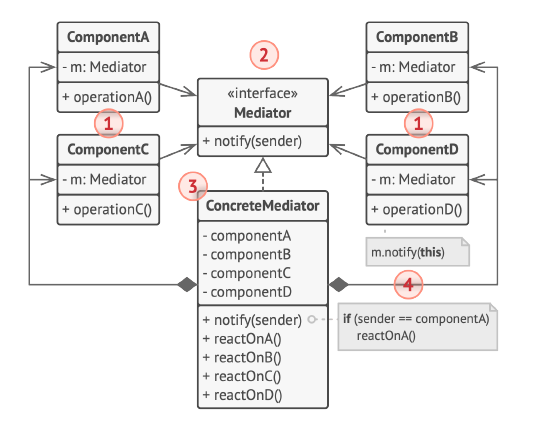 ComponentA
- m: Mediator
+ operationA()
1
ComponentC
- m: Mediator
+ operationC()
2
«interface»
Mediator
+ notify(sender)
ComponentB
- m: Mediator
+ operationB()
1
ComponentD
- m: Mediator
+ operationD()
m.notify(this)
3
ConcreteMediator
- componentA
- componentB
- componentC
- componentD
+ notify(sender)
+ reactOnA()
+ reactOnB()
+ reactOnC()
+ reactOnD()
4
if (sender == componentA)
reactOnA()